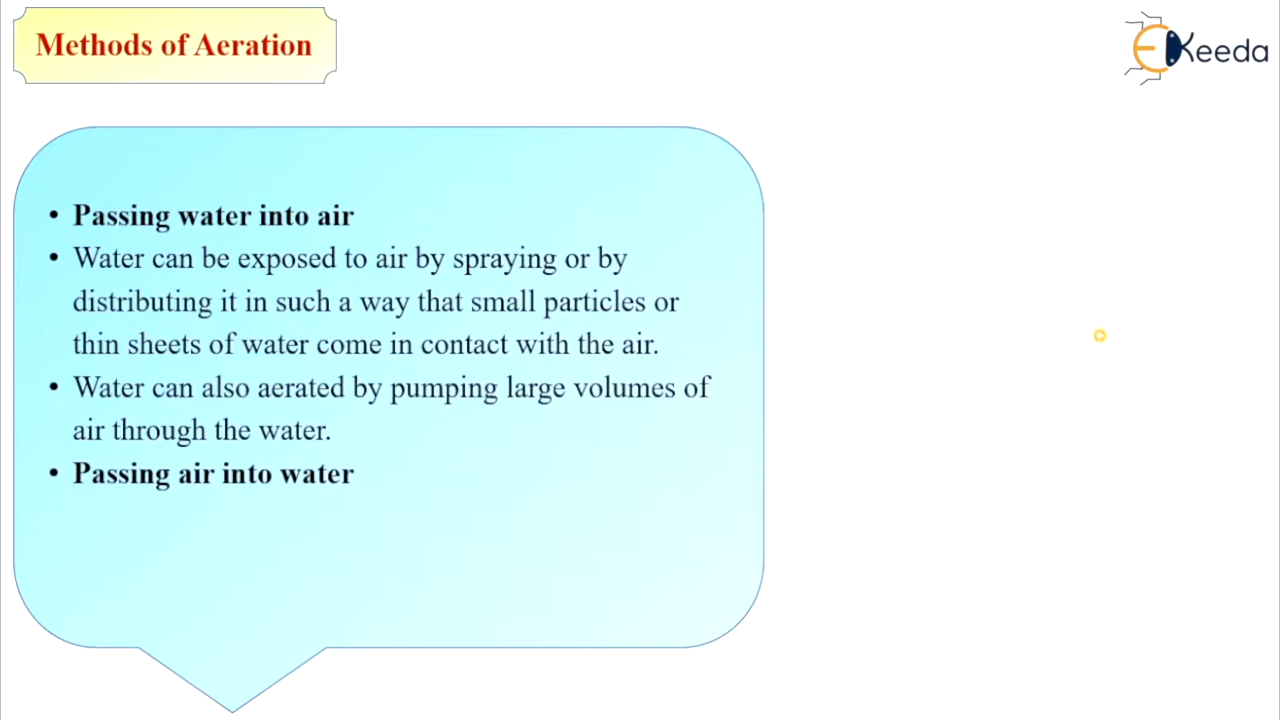 Methods of Aeration
EKeeda
• Passing water into air
• Water can be exposed to air by spraying or by
distributing it in such a way that small particles or
thin sheets of water come in contact with the air.
• Water can also aerated by pumping large volumes of
air through the water.
• Passing air into water